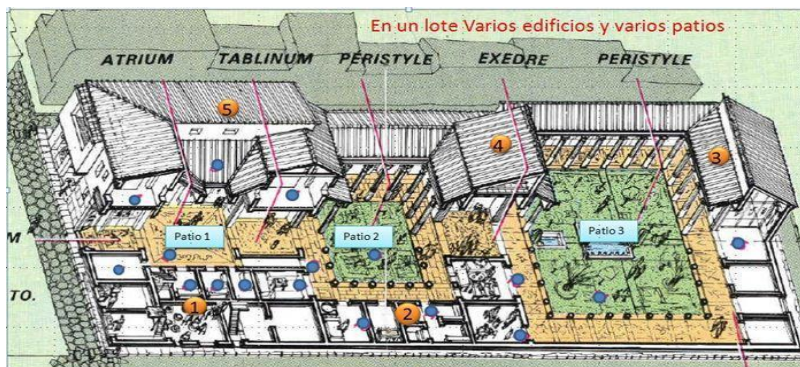 En un lote Varios edificios y varios patios
ATRIUM TABLINUM PERISTYLE EXEDRE PERISTYLE
5
4
3
M
Patio 1
Patio 2
Patio 3
TO.
1
2